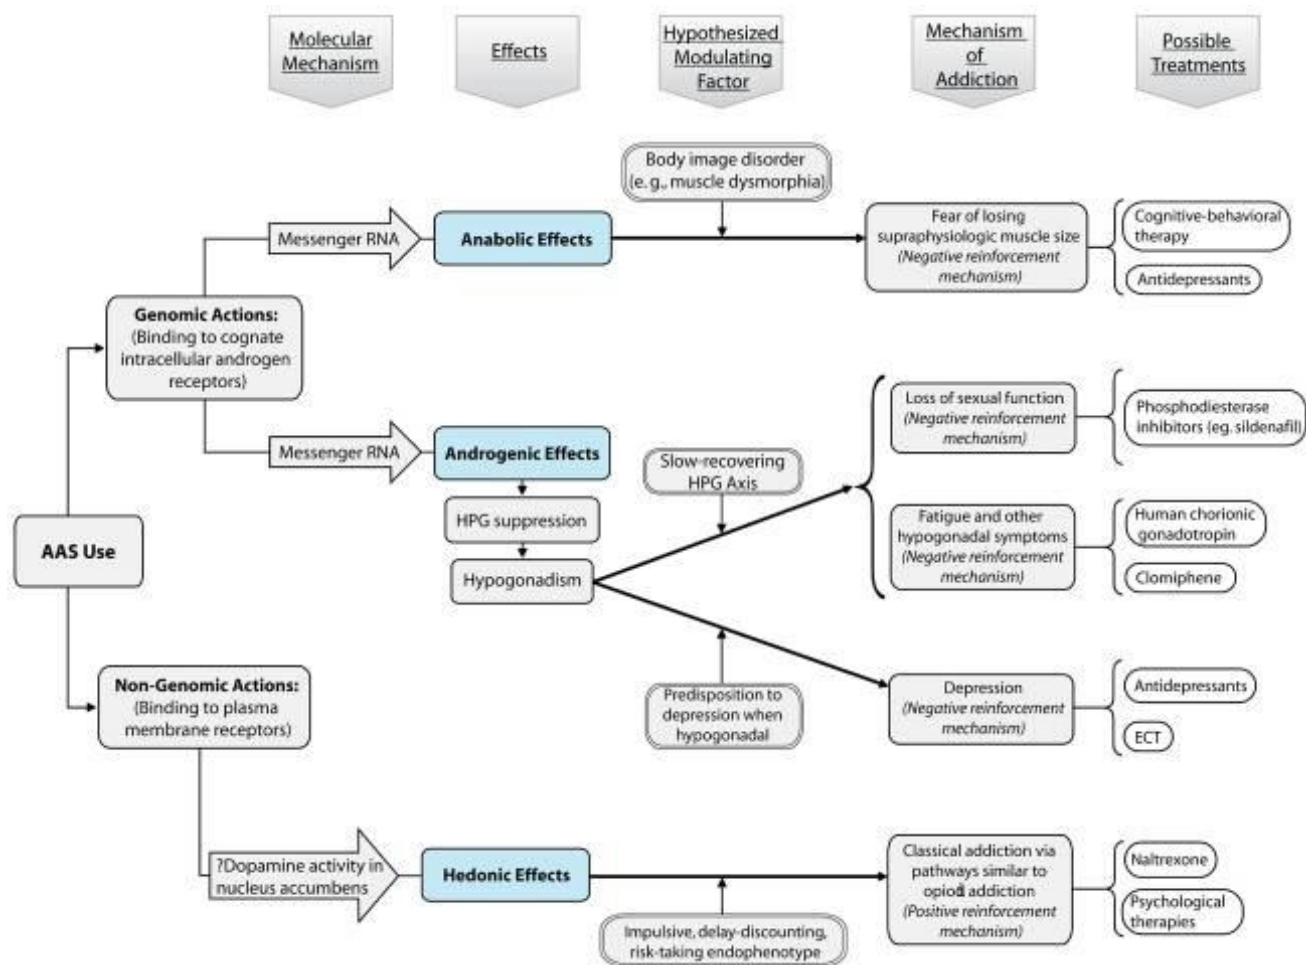 Molecular
Mechanism
Effects
Hypothesized
Modulating
Factor
Mechanism
of
Addiction
Possible
Treatments
Body image disorder
(e. g., muscle dysmorphia)
Messenger RNA
Anabolic Effects
Fear of losing
supraphysiologic muscle size
(Negative reinforcement
mechanism)
Cognitive-behavioral
therapy
Antidepressants
Genomic Actions:
(Binding to cognate
intracellular androgen
receptors)
Messenger RNA
Androgenic Effects
HPG suppression
Hypogonadism
Slow-recovering
HPG Axis
Loss of sexual function
(Negative reinforcement
mechanism)
Phosphodiesterase
inhibitors (eg. sildenafil)
Fatigue and other
hypogonadal symptoms
(Negative reinforcement
mechanism)
Human chorionic
gonadotropin
Clomiphene
AAS Use
Predisposition to
depression when
hypogonadal
Depression
(Negative reinforcement
mechanism)
Antidepressants
ECT
Non-Genomic Actions:
(Binding to plasma
membrane receptors)
?Dopamine activity in
nucleus accumbens
Hedonic Effects
Impulsive, delay-discounting,
risk-taking endophenotype
Classical addiction via
pathways similar to
addiction
(Positive reinforcement
mechanism)
Naltrexone
Psychological
therapies